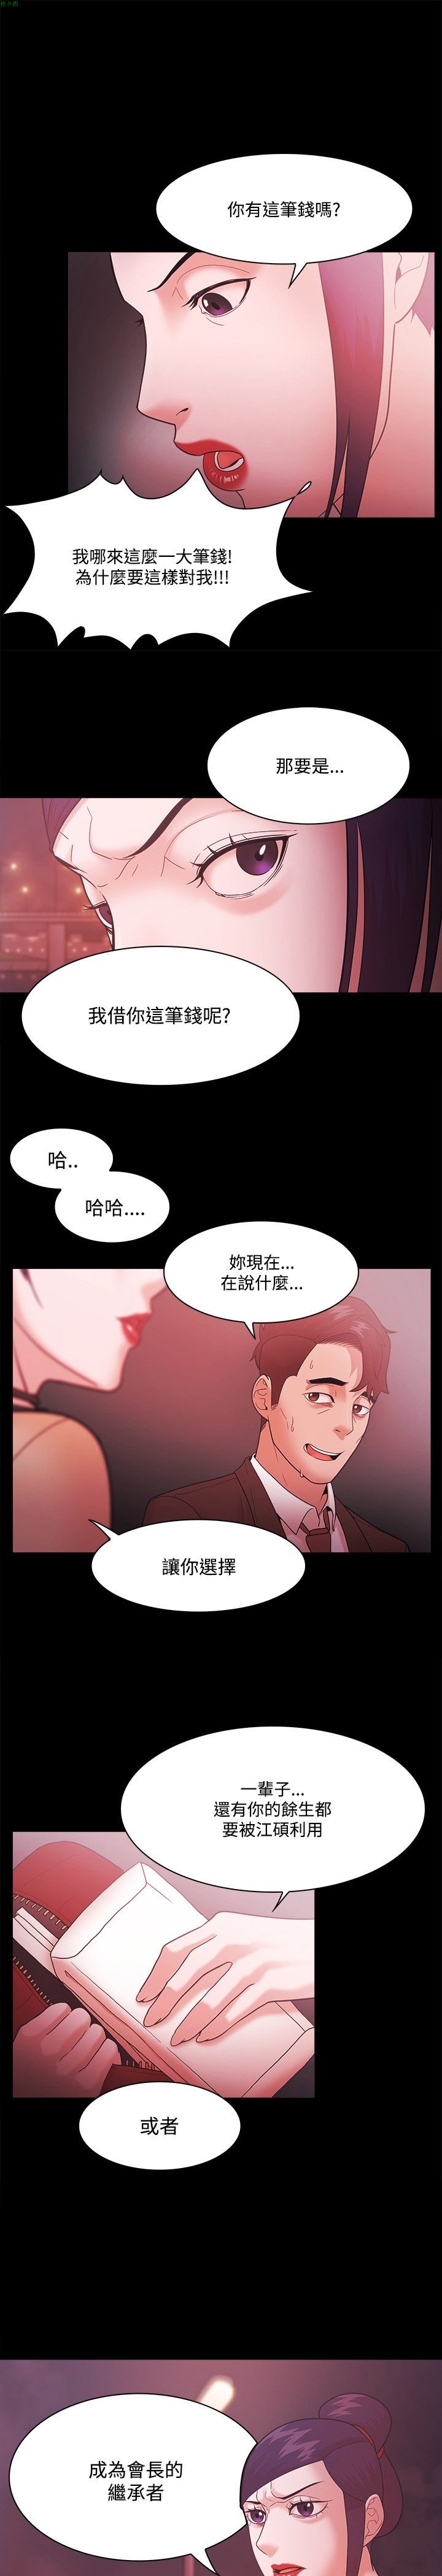 你有這筆錢嗎?
我哪來這麼一大筆錢!
為什麼要這樣對我!!!
那要是...
我借你這筆錢呢?
哈..
哈哈....
妳現在...
在說什麼...
讓你選擇
一輩子...
還有你的餘生都
要被江碩利用
或者
成為會長的
繼承者